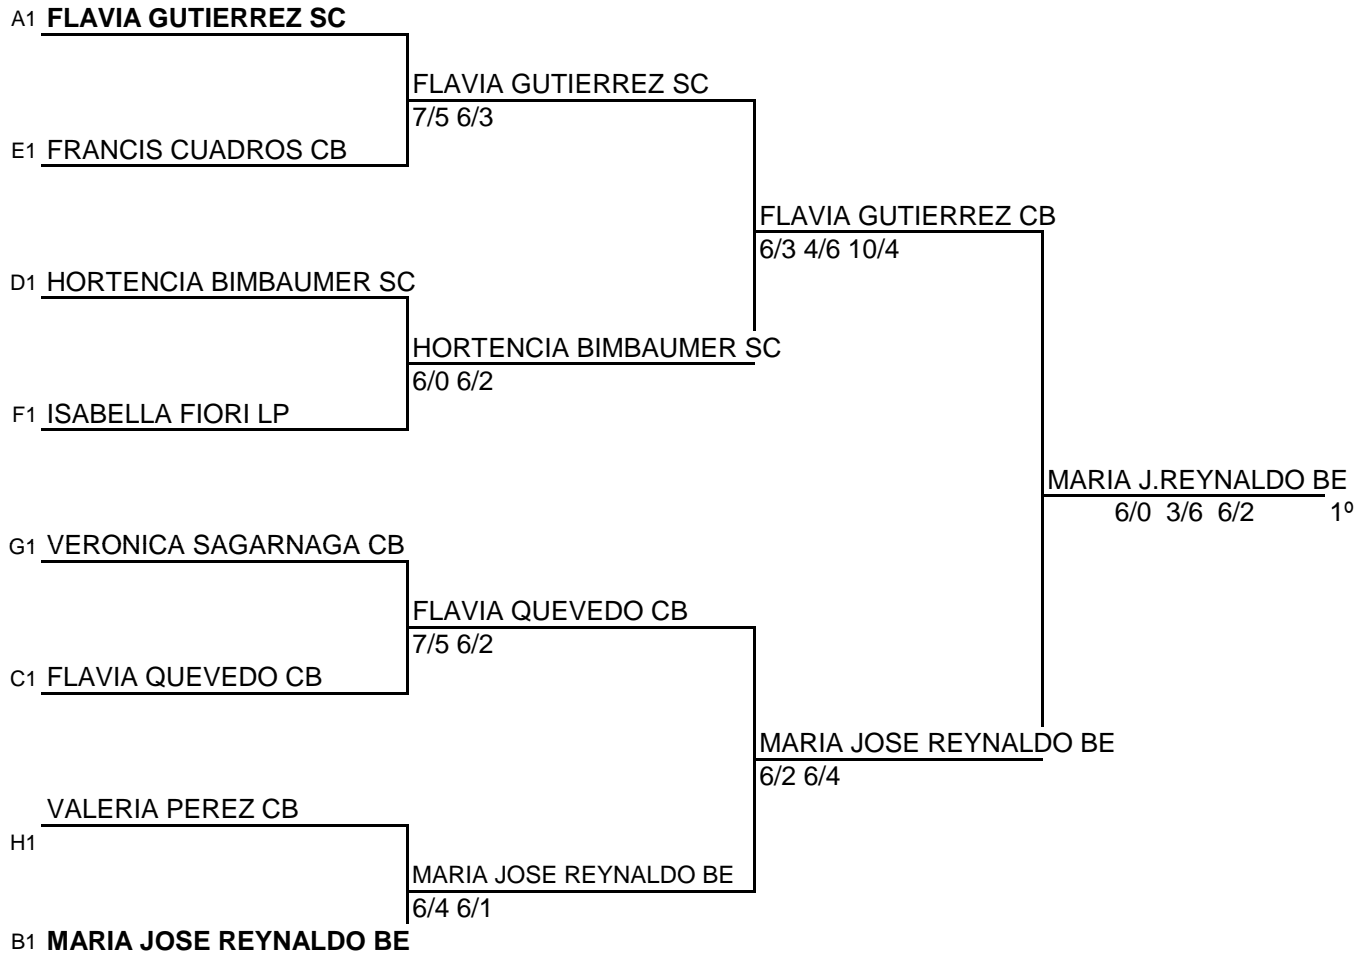 A1 FLAVIA GUTIERREZ SC
FLAVIA GUTIERREZ SC
7/5 6/3
E1 FRANCIS CUADROS CB
FLAVIA GUTIERREZ CB
6/3 4/6 10/4
D1 HORTENCIA BIMBAUMER SC
HORTENCIA BIMBAUMER SC
6/0 6/2
F1 ISABELLA FIORI LP
MARIA J.REYNALDO BE
6/0 3/6 6/2 1º
G1 VERONICA SAGARNAGA CB
FLAVIA QUEVEDO CB
7/5 6/2
C1 FLAVIA QUEVEDO CB
MARIA JOSE REYNALDO BE
6/2 6/4
VALERIA PEREZ CB
H1
MARIA JOSE REYNALDO BE
6/4 6/1
B1 MARIA JOSE REYNALDO BE